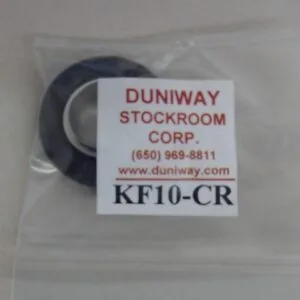 DUNIWAY
STOCKROOM
CORP.
(650) 969-8811
www.duniway.com
KF10-CR